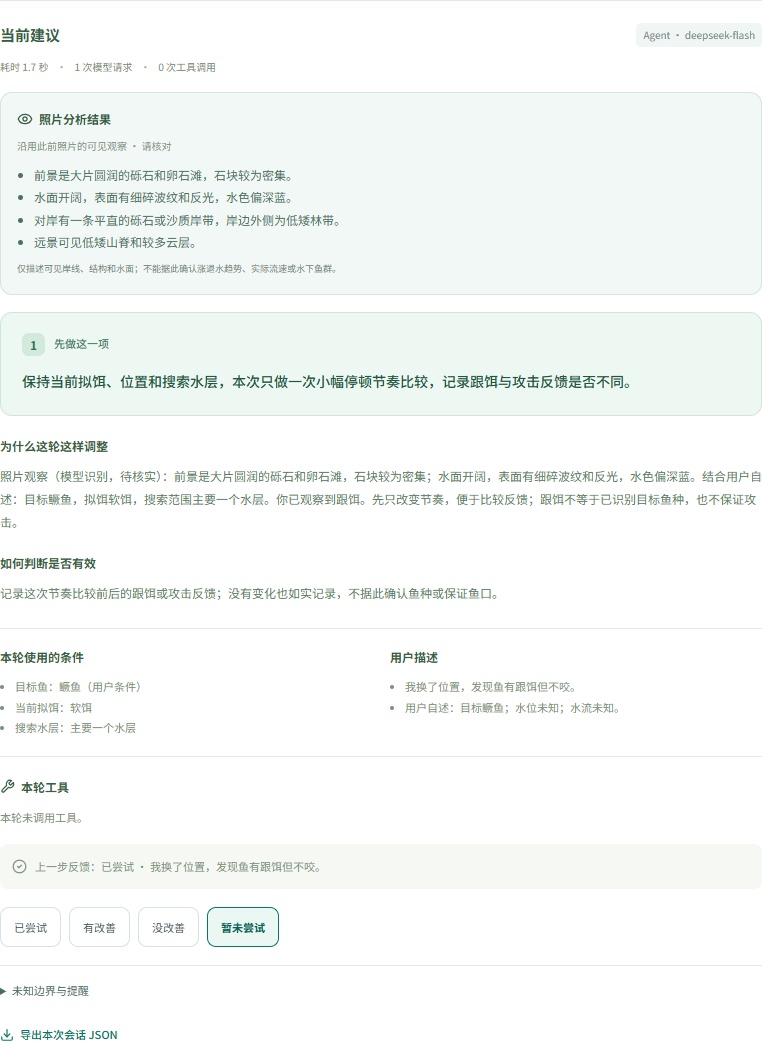 当前建议
Agent · deepseek-flash
耗时 1.7 秒 · 1 次模型请求 · 0 次工具调用
照片分析结果
沿用此前照片的可见观察 · 请核对
前景是大片圆润的砾石和卵石滩，石块较为密集。
水面开阔，表面有细碎波纹和反光，水色偏深蓝。
对岸有一条平直的砾石或沙质岸带，岸边外侧为低矮林带。
远景可见低矮山脊和较多云层。
仅描述可见岸线、结构和水面；不能据此确认涨退水趋势、实际流速或水下鱼群。
1 先做这一项
保持当前拟饵、位置和搜索水层，本次只做一次小幅停顿节奏比较，记录跟饵与攻击反馈是否不同。
为什么这轮这样调整
照片观察（模型识别，待核实）：前景是大片圆润的砾石和卵石滩，石块较为密集；水面开阔，表面有细碎波纹和反光，水色偏深蓝。结合用户自
述：目标鳜鱼，拟饵软饵，搜索范围主要一个水层。你已观察到跟饵。先只改变节奏，便于比较反馈；跟饵不等于已识别目标鱼种，也不保证攻
击。
如何判断是否有效
记录这次节奏比较前后的跟饵或攻击反馈；没有变化也如实记录，不据此确认鱼种或保证鱼口。
本轮使用的条件
目标鱼：鳜鱼（用户条件）
当前拟饵：软饵
搜索水层：主要一个水层
用户描述
我换了位置，发现鱼有跟饵但不咬。
用户自述：目标鳜鱼；水位未知；水流未知。
本轮工具
本轮未调用工具。
上一步反馈：已尝试 · 我换了位置，发现鱼有跟饵但不咬。
已尝试 有改善 没改善 暂未尝试
未知边界与提醒
导出本次会话 JSON